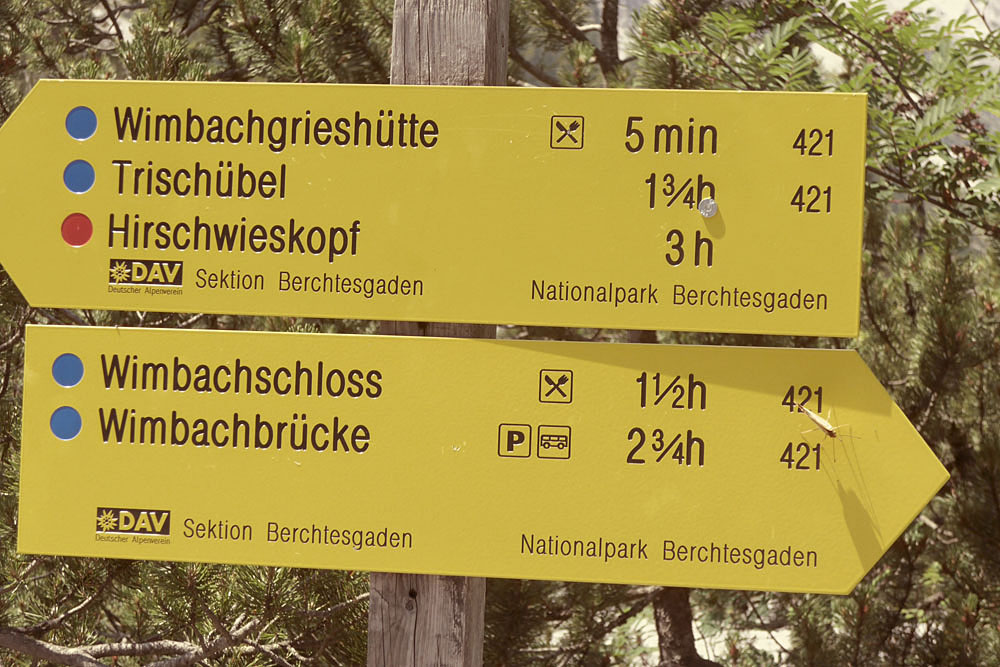 Wimbachgrieshütte 5 min 421
Trischübel 1¾h 421
Hirschwieskopf 3 h
DAV Sektion Berchtesgaden Nationalpark Berchtesgaden
Deutscher Alpenverein
Wimbachschloss 1½h 421
Wimbachbrücke P 2¾h 421
DAV Sektion Berchtesgaden Nationalpark Berchtesgaden
Deutscher Alpenverein